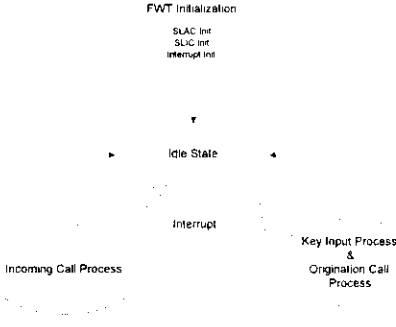 FWT Initialization
SLAC Init
SLIC Init
Interrupt Init
Idle State
Interrupt
Key Input Process
&
Origination Call
Process
Incoming Call Process